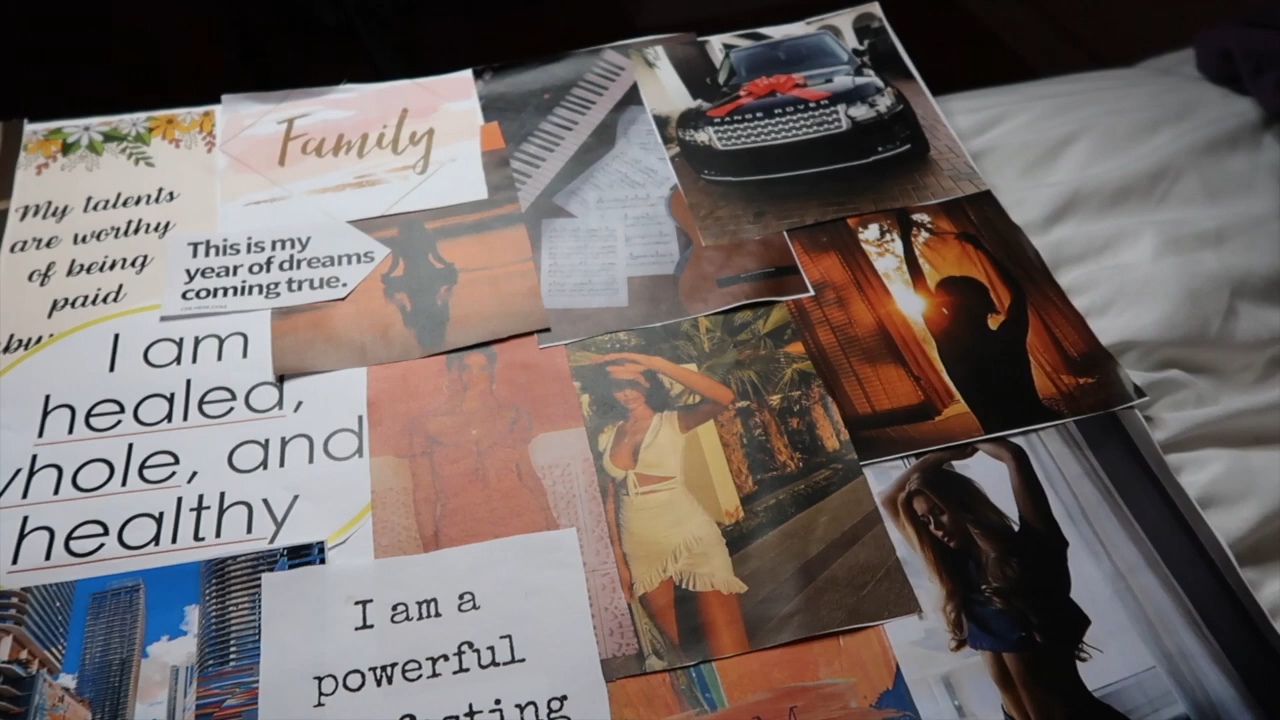 Family
RANGE ROVER
My talents
are worthy
of being
paid
This is my
year of dreams
coming true.
I am
healed,
whole, and
healthy
I am a
powerful